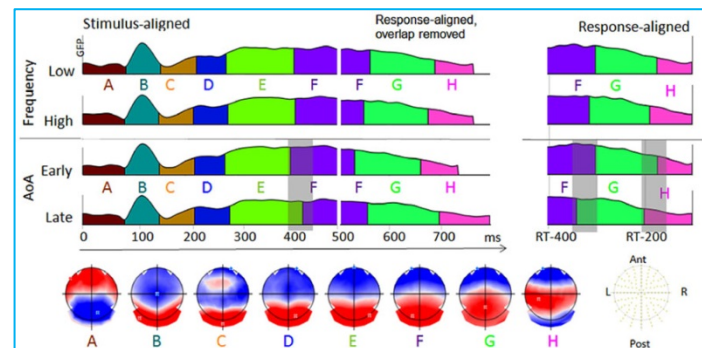 Stimulus-aligned
Response-aligned,
overlap removed
Response-aligned
GFP
Frequency
Low
A B C D E F F G H
F G H
High
AoA
Early
A B C D E F F G H
F G H
Late
0 100 200 300 400 500 600 700 ms
RT-400 RT-200
Ant
L R
Post
A B C D E F G H